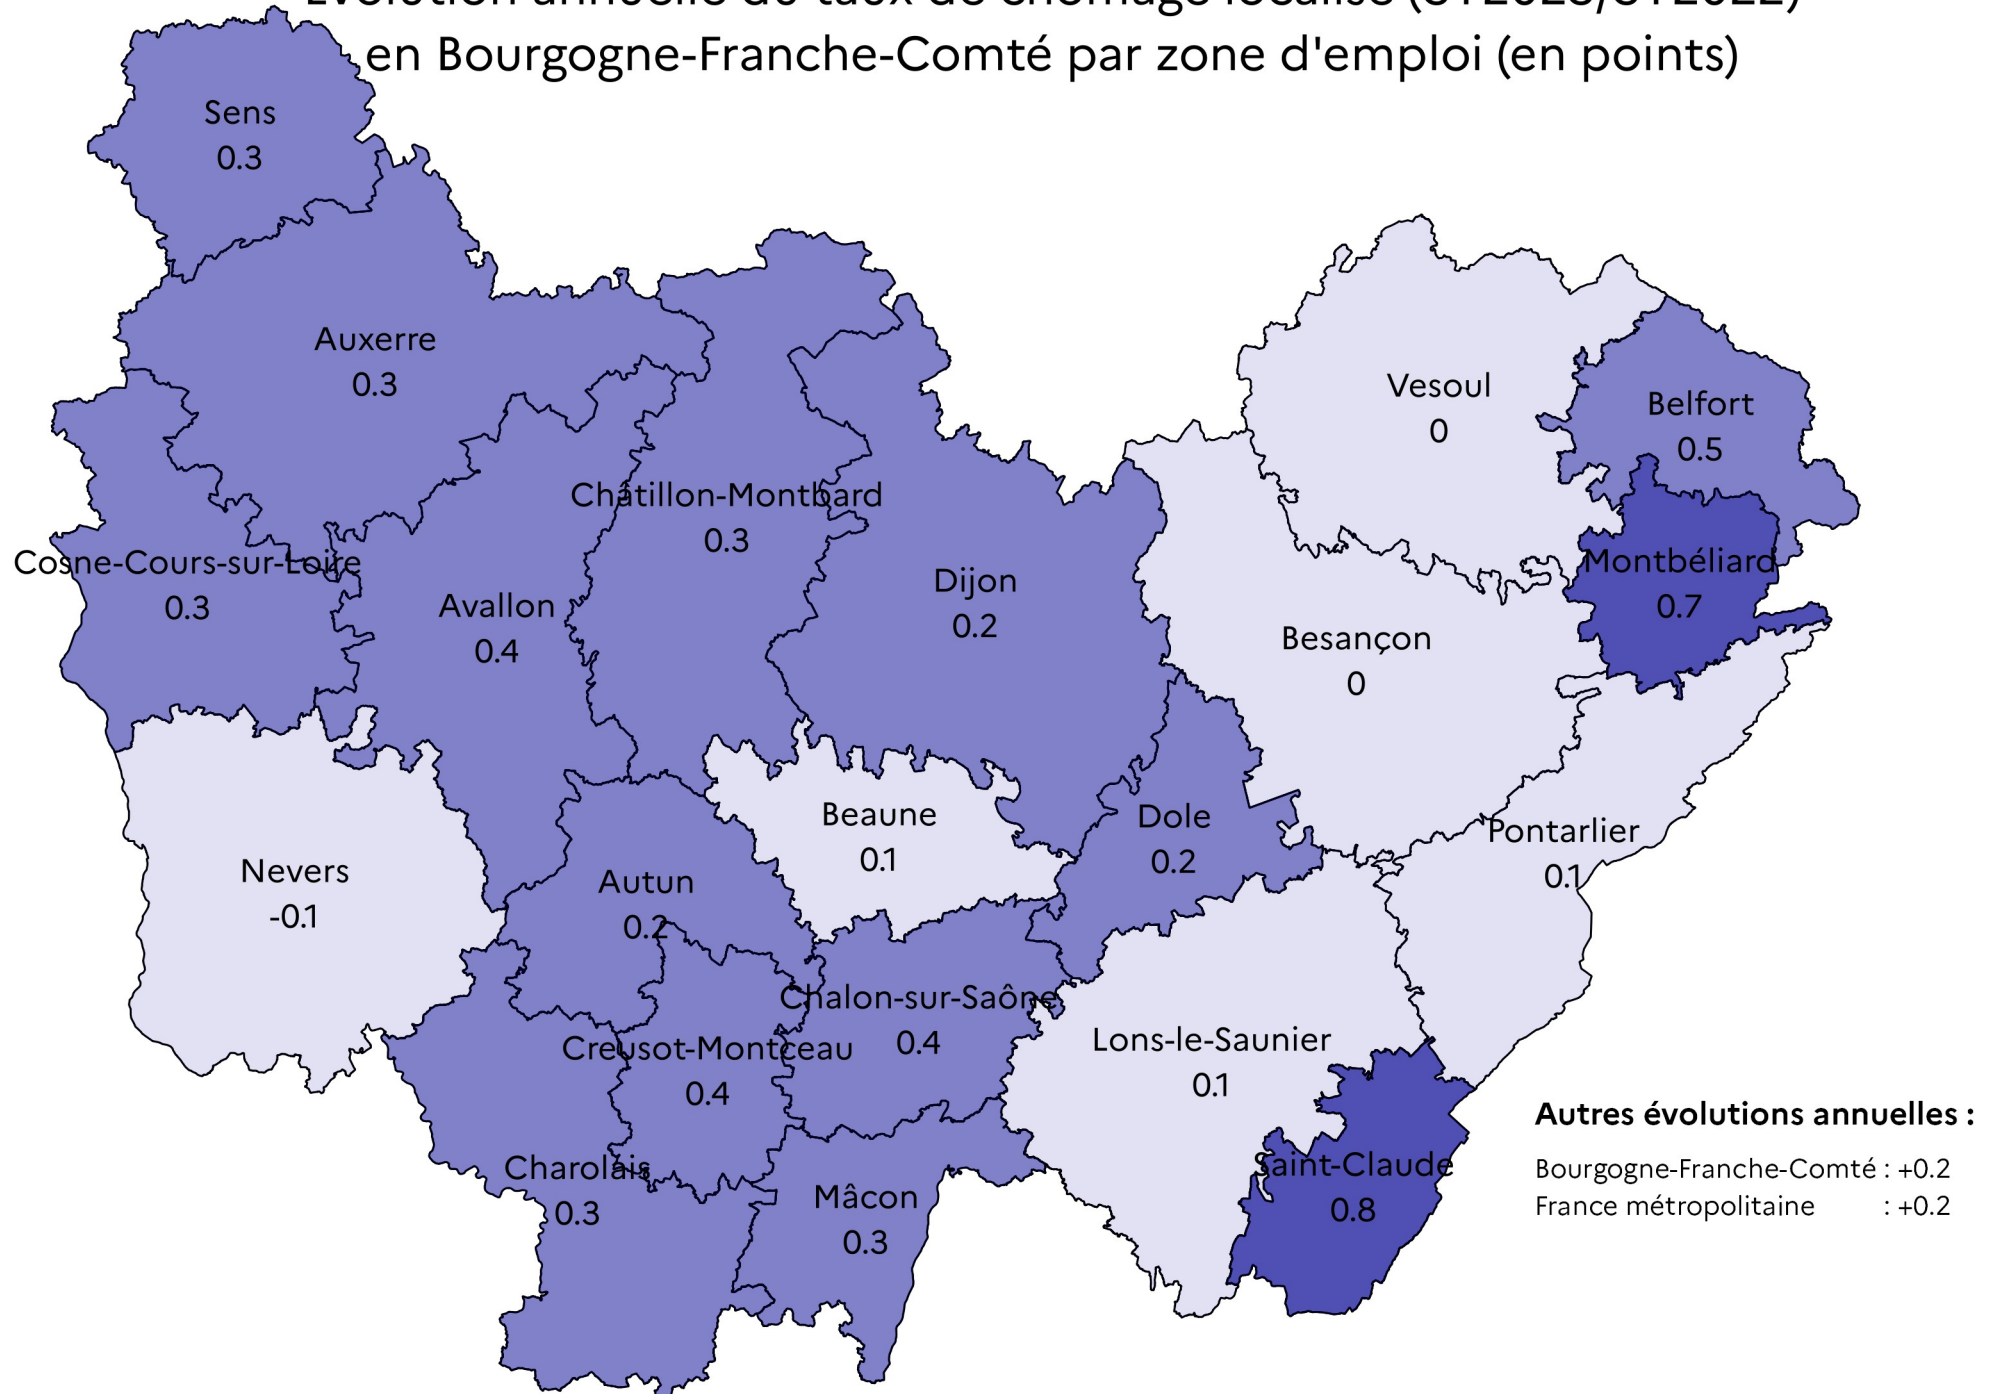 en Bourgogne-Franche-Comté par zone d'emploi (en points)
Sens
0.3
Auxerre
0.3
Vesoul
0
Belfort
0.5
Châtillon-Montbard
0.3
Cosne-Cours-sur-Loire
0.3
Avallon
0.4
Dijon
0.2
Besançon
0
Montbéliard
0.7
Nevers
-0.1
Autun
0.2
Beaune
0.1
Dole
0.2
Pontarlier
0.1
Creusot-Montceau
0.4
Chalon-sur-Saône
0.4
Lons-le-Saunier
0.1
Charolais
0.3
Mâcon
0.3
Saint-Claude
0.8
Autres évolutions annuelles :
Bourgogne-Franche-Comté : +0.2
France métropolitaine : +0.2